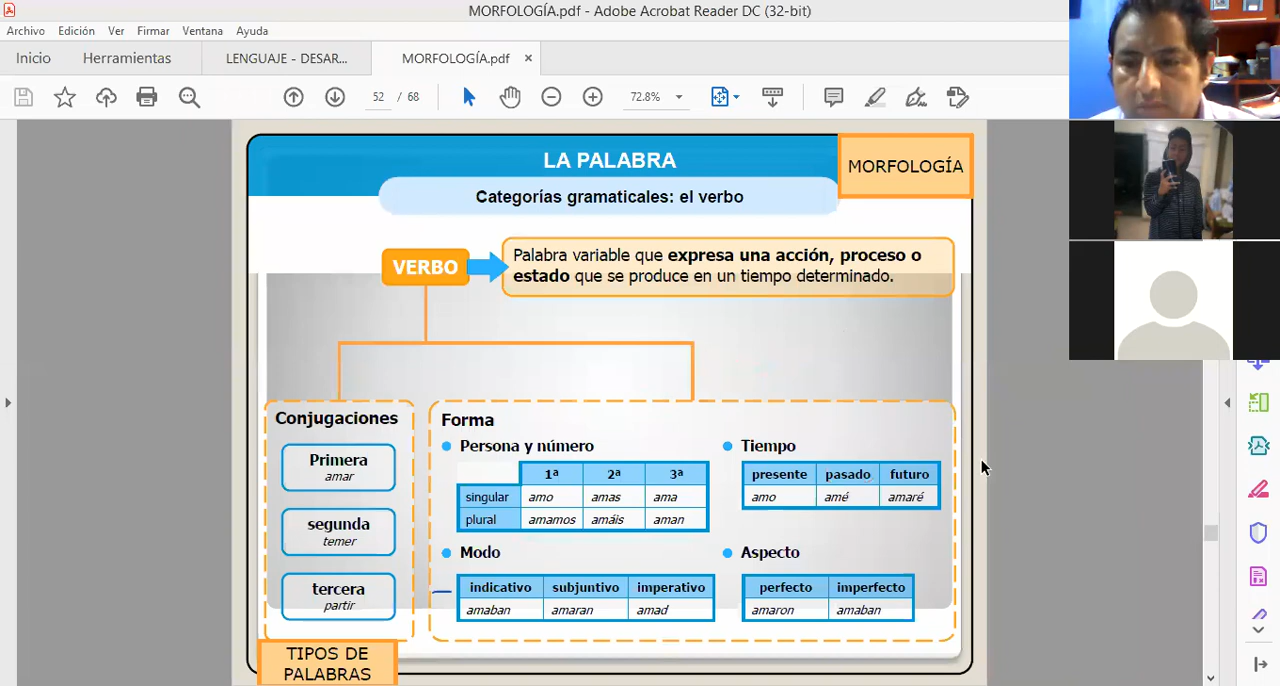 MORFOLOGÍA.pdf - Adobe Acrobat Reader DC (32-bit)
Archivo Edición Ver Firmar Ventana Ayuda
Inicio Herramientas LENGUAJE - DESAR... MORFOLOGÍA.pdf ×
52 / 68 72.8%
LA PALABRA
MORFOLOGÍA
Categorías gramaticales: el verbo
VERBO
Palabra variable que expresa una acción, proceso o
estado que se produce en un tiempo determinado.
Conjugaciones
Primera
amar
segunda
temer
tercera
partir
Forma
Persona y número
1ª 2ª 3ª
singular amo amas ama
plural amamos amáis aman
Tiempo
presente pasado futuro
amo amé amaré
Modo
indicativo subjuntivo imperativo
amaban amaran amad
Aspecto
perfecto imperfecto
amaron amaban
TIPOS DE
PALABRAS